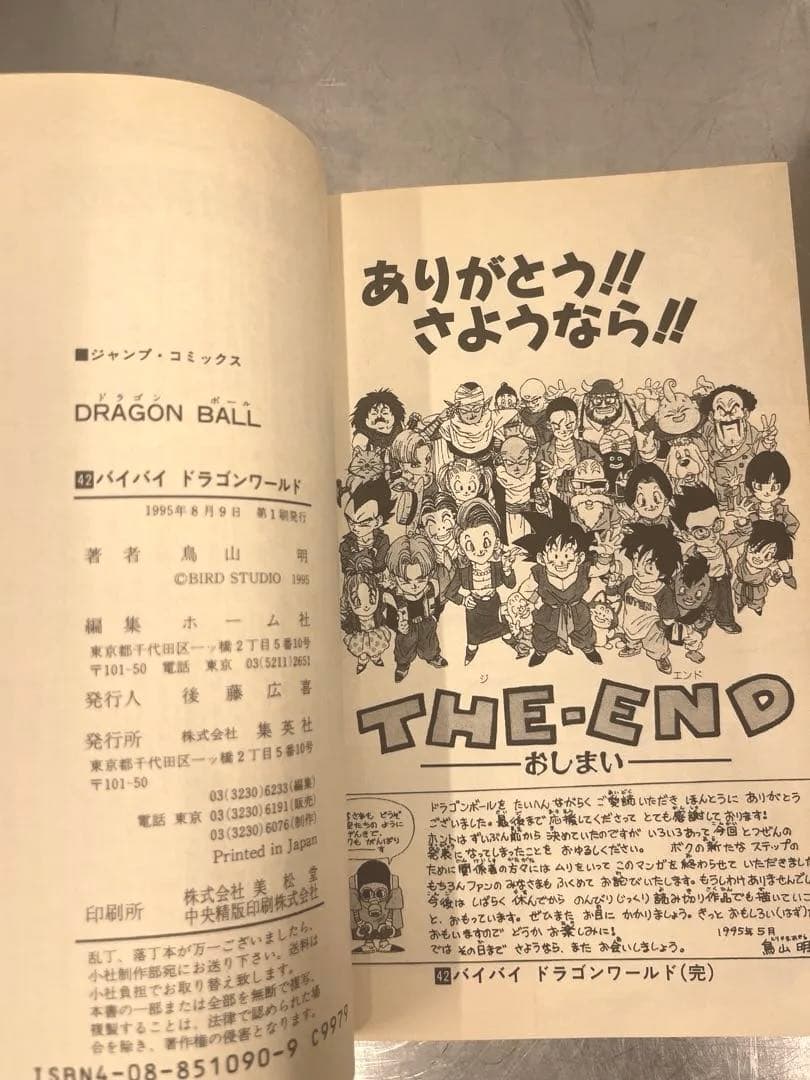 ■ジャンプ・コミックス
ドラゴン ボール
DRAGON BALL
42バイバイ ドラゴンワールド
1995年8月9日 第1刷発行
著者 鳥山 明
©BIRD STUDIO 1995
編集 ホーム社
東京都千代田区一ッ橋2丁目5番10号
〒101-50 電話 東京 03(5211)2651
発行人 後藤広喜
発行所 株式会社 集英社
東京都千代田区一ッ橋2丁目5番10号
〒101-50
03(3230)6233(編集)
電話 東京 03(3230)6191(販売)
03(3230)6076(制作)
Printed in Japan
印刷所 株式会社 美松堂
中央精版印刷株式会社
乱丁、落丁本が万一ございましたら、
小社制作部宛にお送り下さい。送料は
小社負担でお取り替え致します。
本書の一部または全部を無断で複写、
複製することは、法律で認められた場
合を除き、著作権の侵害となります。
ISBN4-08-851090-9 C9979
ありがとう!!
さようなら!!
ジ エンド
THE-END
おしまい
ドラゴンボールを たいへんながらく ご愛読いただき ほんとうに ありがとう
ございました。最後まで応援してくださって とても感謝しております!
ホントは ずいぶん前から 決めていたのですが いろいろあって 今回 とつぜんの
発表に なってしまったことを おゆるしください。 ボクの新たな ステップの
ために関係者の方々には ムリをいって このマンガを終わらせて いただきました
もちろんファンの みなさまも ふくめて お詫びいたします。もうしわけ ありませんでし
今後は しばらく 休んでから のんびりじっくり 読み切り作品でも描いていこ
と、おもっています。ぜひまた お目に かかりましょう。きっと おもしろい(はず)
おもいますので どうか お楽しみに!
では その日まで さようなら、また お会いしましょう。 1995年5月
鳥山明
42バイバイ ドラゴンワールド(完)